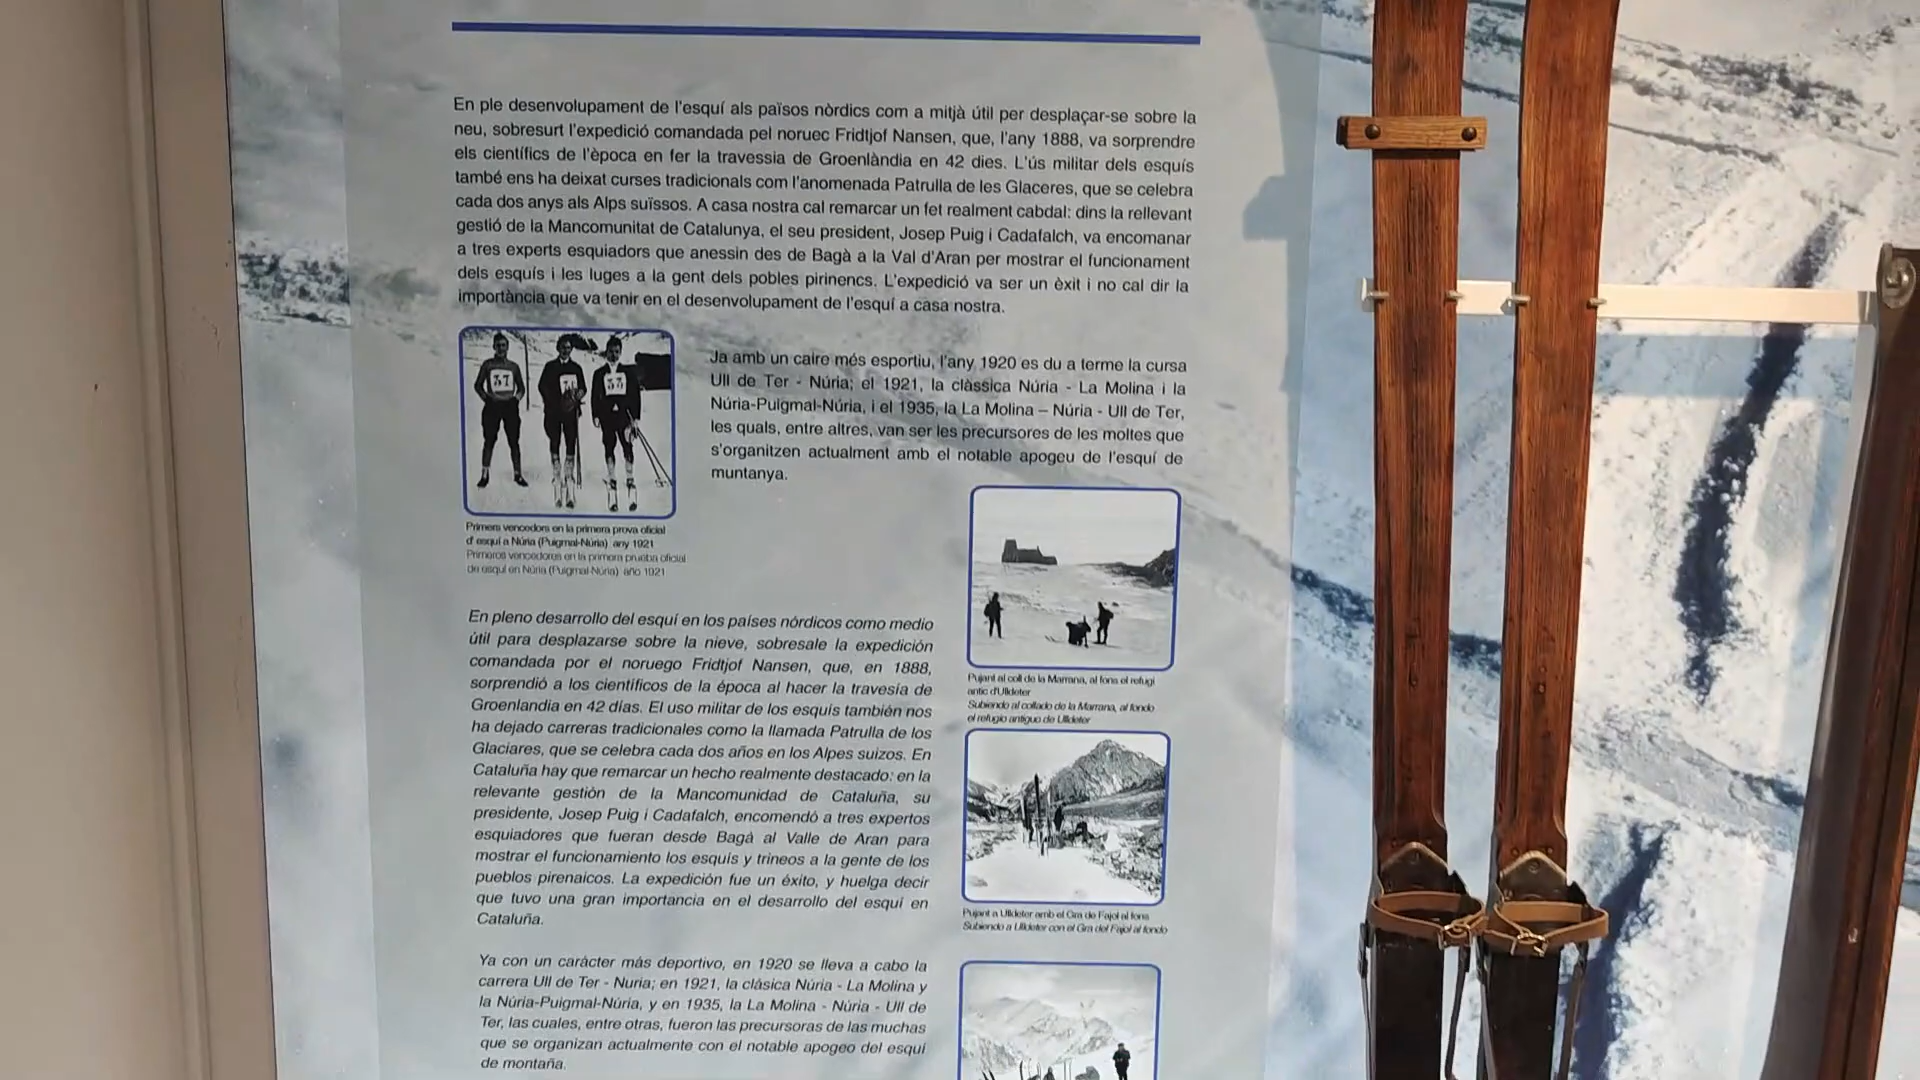 En ple desenvolupament de l'esquí als països nòrdics com a mitjà útil per desplaçar-se sobre la
neu, sobresurt l'expedició comandada pel noruec Fridtjof Nansen, que, l'any 1888, va sorprendre
els científics de l'època en fer la travessia de Groenlàndia en 42 dies. L'ús militar dels esquís
també ens ha deixat curses tradicionals com l'anomenada Patrulla de les Glaceres, que se celebra
cada dos anys als Alps suïssos. A casa nostra cal remarcar un fet realment cabdal: dins la rellevant
gestió de la Mancomunitat de Catalunya, el seu president, Josep Puig i Cadafalch, va encomanar
a tres experts esquiadors que anessin des de Bagà a la Val d'Aran per mostrar el funcionament
dels esquís i les luges a la gent dels pobles pirinencs. L'expedició va ser un èxit i no cal dir la
importància que va tenir en el desenvolupament de l'esquí a casa nostra.
Ja amb un caire més esportiu, l'any 1920 es du a terme la cursa
Ull de Ter - Núria; el 1921, la clàssica Núria - La Molina i la
Núria-Puigmal-Núria, i el 1935, la La Molina – Núria - Ull de Ter,
les quals, entre altres, van ser les precursores de les moltes que
s'organitzen actualment amb el notable apogeu de l'esquí de
muntanya.
37
33
Primers vencedors en la primera prova oficial
d' esquí a Núria (Puigmal-Núria) any 1921
Primeros vencedores en la primera prueba oficial
de esquí en Núria (Puigmal-Núria) año 1921
En pleno desarrollo del esquí en los países nórdicos como medio
útil para desplazarse sobre la nieve, sobresale la expedición
comandada por el noruego Fridtjof Nansen, que, en 1888,
sorprendió a los científicos de la época al hacer la travesía de
Groenlandia en 42 días. El uso militar de los esquís también nos
ha dejado carreras tradicionales como la llamada Patrulla de los
Glaciares, que se celebra cada dos años en los Alpes suizos. En
Cataluña hay que remarcar un hecho realmente destacado: en la
relevante gestiòn de la Mancomunidad de Cataluña, su
presidente, Josep Puig i Cadafalch, encomendó a tres expertos
esquiadores que fueran desde Bagá al Valle de Aran para
mostrar el funcionamiento los esquís y trineos a la gente de los
pueblos pirenaicos. La expedición fue un éxito, y huelga decir
que tuvo una gran importancia en el desarrollo del esquí en
Cataluña.
Pujant al coll de la Marrana, al fons el refugi
antic d'Ulldeter
Subiendo al collado de la Marrana, al fondo
el refugio antiguo de Ulldeter
Pujant a Ulldeter amb el Gra de Fajol al fons
Subiendo a Ulldeter con el Gra del Fajol al fondo
Ya con un carácter más deportivo, en 1920 se lleva a cabo la
carrera Ull de Ter - Nuria; en 1921, la clásica Núria - La Molina y
la Núria-Puigmal-Núria, y en 1935, la La Molina - Núria - Ull de
Ter, las cuales, entre otras, fueron las precursoras de las muchas
que se organizan actualmente con el notable apogeo del esquí
de montaña.